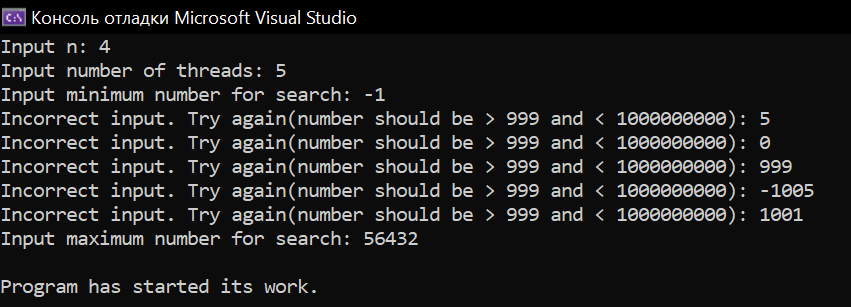 Консоль отладки Microsoft Visual Studio
Input n: 4
Input number of threads: 5
Input minimum number for search: -1
Incorrect input. Try again(number should be > 999 and < 1000000000): 5
Incorrect input. Try again(number should be > 999 and < 1000000000): 0
Incorrect input. Try again(number should be > 999 and < 1000000000): 999
Incorrect input. Try again(number should be > 999 and < 1000000000): -1005
Incorrect input. Try again(number should be > 999 and < 1000000000): 1001
Input maximum number for search: 56432
Program has started its work.